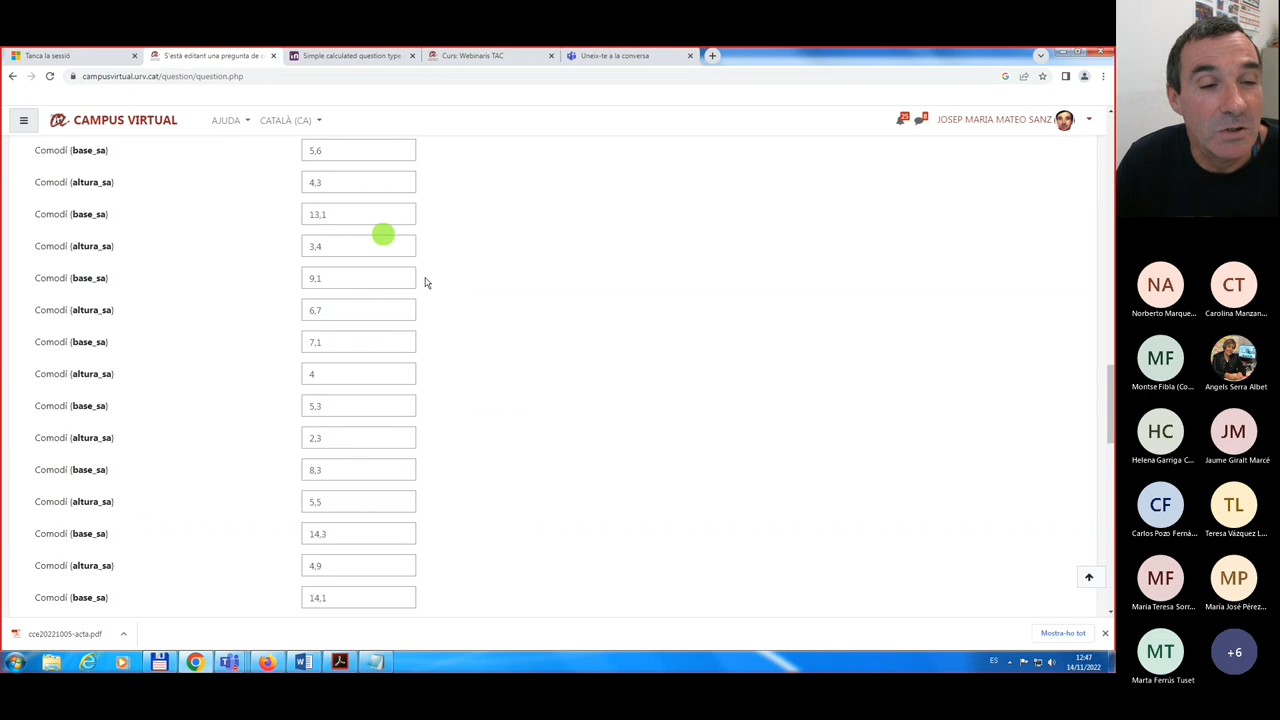 Tanca la sessió
S'està editant una pregunta de c
Simple calculated question type
Curs: Webinaris TAC
Uneix-te a la conversa
campusvirtual.urv.cat/question/question.php
CAMPUS VIRTUAL
AJUDA
CATALÀ (CA)
25
8
JOSEP MARIA MATEO SANZ
Comodí {base_sa} 5,6
Comodí {altura_sa} 4,3
Comodí {base_sa} 13,1
Comodí {altura_sa} 3,4
Comodí {base_sa} 9,1
Comodí {altura_sa} 6,7
Comodí {base_sa} 7,1
Comodí {altura_sa} 4
Comodí {base_sa} 5,3
Comodí {altura_sa} 2,3
Comodí {base_sa} 8,3
Comodí {altura_sa} 5,5
Comodí {base_sa} 14,3
Comodí {altura_sa} 4,9
Comodí {base_sa} 14,1
cce20221005-acta.pdf
Mostra-ho tot
ES
12:47
14/11/2022
NA
Norberto Marque...
CT
Carolina Manzan...
MF
Montse Fibla (Co...
Angels Serra Albet
HC
Helena Garriga C...
JM
Jaume Giralt Marcé
CF
Carlos Pozo Ferná...
TL
Teresa Vázquez L...
MF
Maria Teresa Sorr...
MP
María José Pérez...
MT
Marta Ferrús Tuset
+6